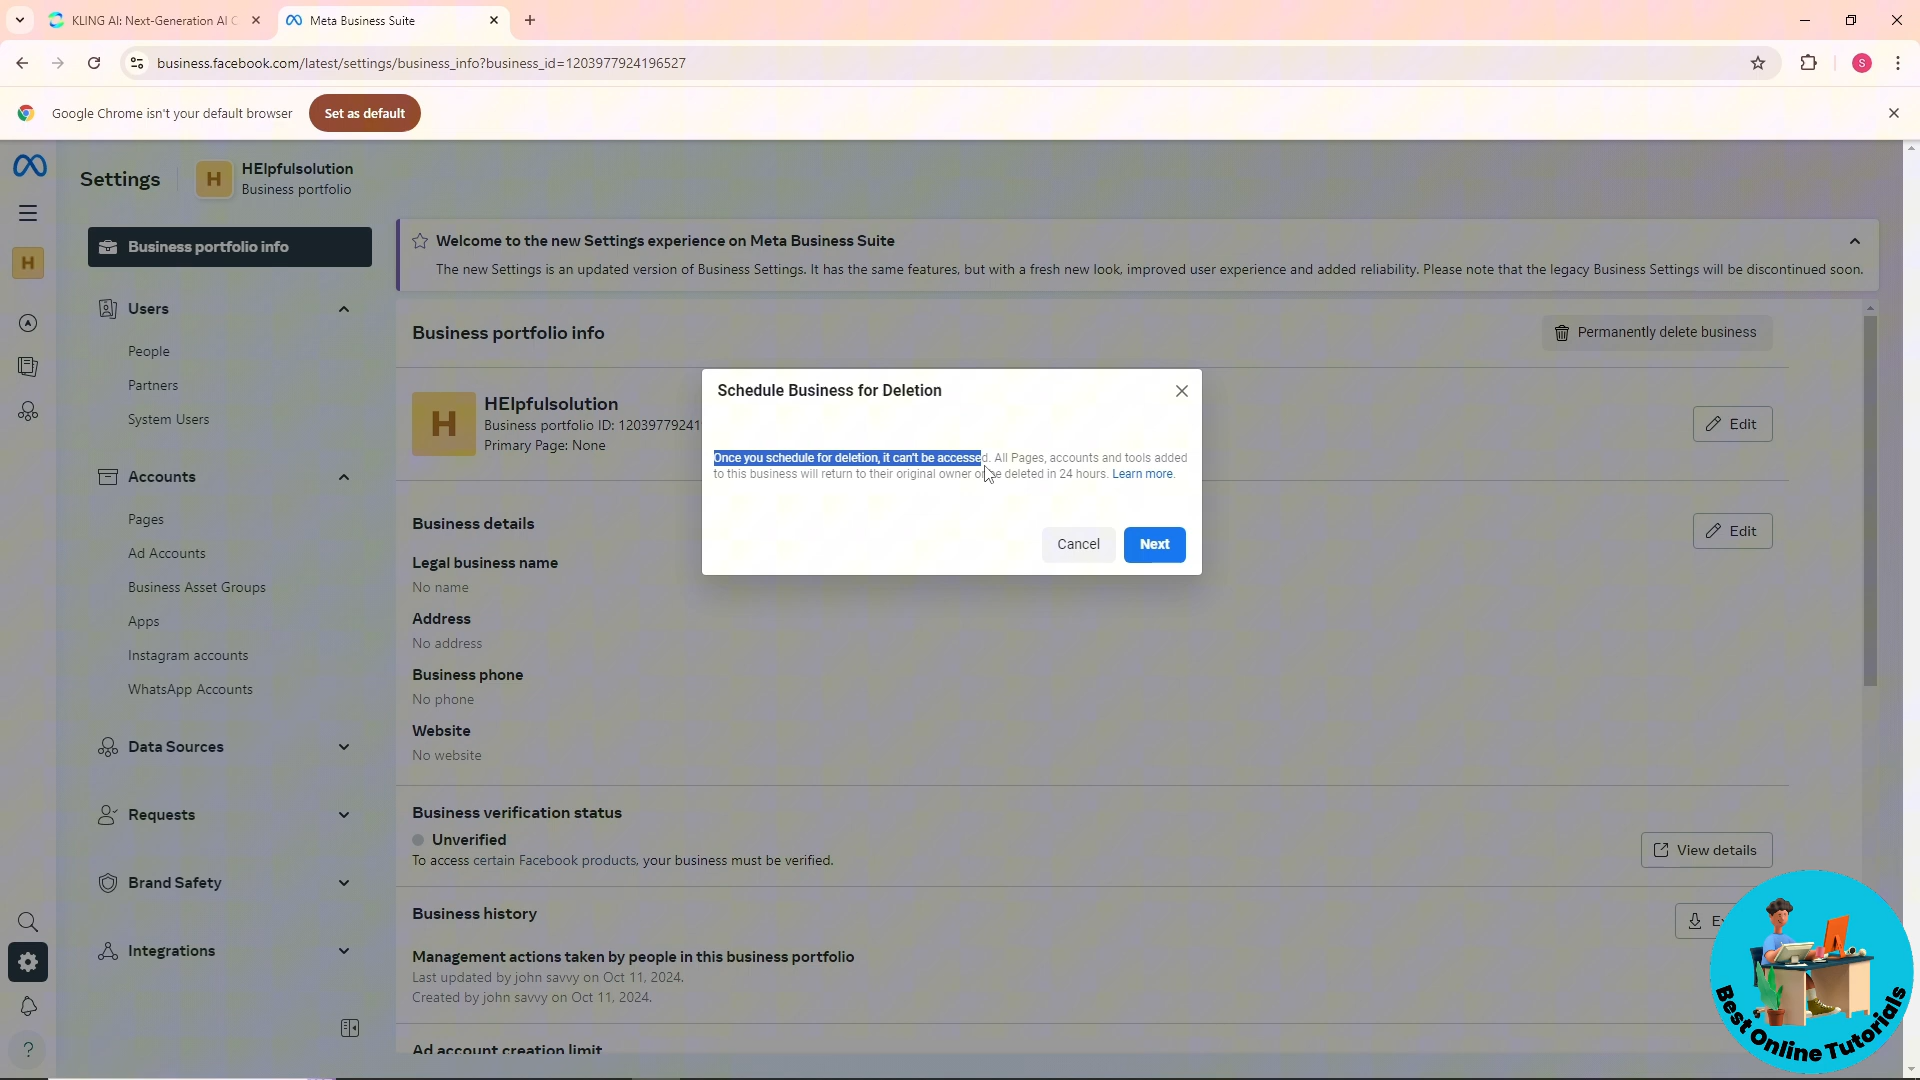 KLING AI: Next-Generation AI C
Meta Business Suite
business.facebook.com/latest/settings/business_info?business_id=1203977924196527
S
Google Chrome isn't your default browser
Set as default
Settings
H
HElpfulsolution
Business portfolio
H
Business portfolio info
Users
People
Partners
System Users
Accounts
Pages
Ad Accounts
Business Asset Groups
Apps
Instagram accounts
WhatsApp Accounts
Data Sources
Requests
Brand Safety
Integrations
Welcome to the new Settings experience on Meta Business Suite
The new Settings is an updated version of Business Settings. It has the same features, but with a fresh new look, improved user experience and added reliability. Please note that the legacy Business Settings will be discontinued soon.
Business portfolio info
Permanently delete business
H
HElpfulsolution
Business portfolio ID: 12039779241
Primary Page: None
Edit
Schedule Business for Deletion
Once you schedule for deletion, it can't be accessed. All Pages, accounts and tools added
to this business will return to their original owner or be deleted in 24 hours. Learn more.
Cancel
Next
Business details
Edit
Legal business name
No name
Address
No address
Business phone
No phone
Website
No website
Business verification status
Unverified
To access certain Facebook products, your business must be verified.
View details
Business history
Management actions taken by people in this business portfolio
Last updated by john savvy on Oct 11, 2024.
Created by john savvy on Oct 11, 2024.
Ad account creation limit
Best Online Tutorials